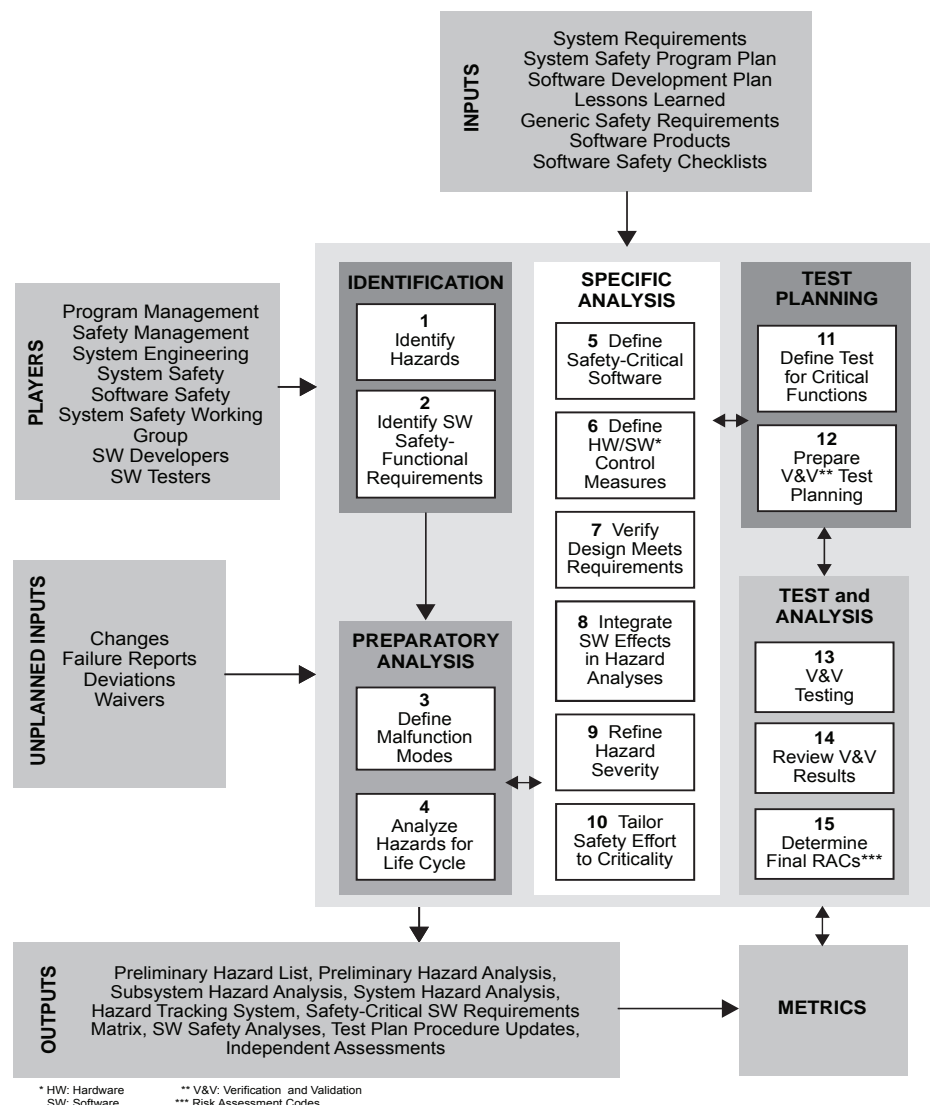 INPUTS
System Requirements
System Safety Program Plan
Software Development Plan
Lessons Learned
Generic Safety Requirements
Software Products
Software Safety Checklists
PLAYERS
Program Management
Safety Management
System Engineering
System Safety
Software Safety
System Safety Working
Group
SW Developers
SW Testers
UNPLANNED INPUTS
Changes
Failure Reports
Deviations
Waivers
IDENTIFICATION
1
Identify
Hazards
2
Identify SW
Safety-
Functional
Requirements
PREPARATORY
ANALYSIS
3
Define
Malfunction
Modes
4
Analyze
Hazards for
Life Cycle
SPECIFIC
ANALYSIS
5 Define
Safety-Critical
Software
6 Define
HW/SW*
Control
Measures
7 Verify
Design Meets
Requirements
8 Integrate
SW Effects
in Hazard
Analyses
9 Refine
Hazard
Severity
10 Tailor
Safety Effort
to Criticality
TEST
PLANNING
11
Define Test
for Critical
Functions
12
Prepare
V&V** Test
Planning
TEST and
ANALYSIS
13
V&V
Testing
14
Review V&V
Results
15
Determine
Final RACs***
OUTPUTS
Preliminary Hazard List, Preliminary Hazard Analysis,
Subsystem Hazard Analysis, System Hazard Analysis,
Hazard Tracking System, Safety-Critical SW Requirements
Matrix, SW Safety Analyses, Test Plan Procedure Updates,
Independent Assessments
METRICS
* HW: Hardware ** V&V: Verification and Validation
SW: Software *** Risk Assessment Codes